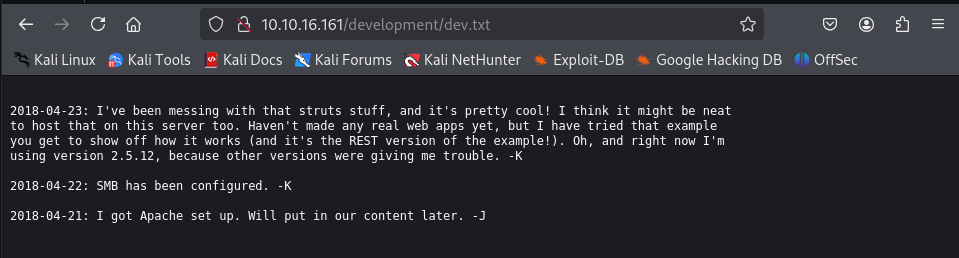 10.10.16.161/development/dev.txt
Kali Linux Kali Tools Kali Docs Kali Forums Kali NetHunter Exploit-DB Google Hacking DB OffSec
2018-04-23: I've been messing with that struts stuff, and it's pretty cool! I think it might be neat
to host that on this server too. Haven't made any real web apps yet, but I have tried that example
you get to show off how it works (and it's the REST version of the example!). Oh, and right now I'm
using version 2.5.12, because other versions were giving me trouble. -K
2018-04-22: SMB has been configured. -K
2018-04-21: I got Apache set up. Will put in our content later. -J